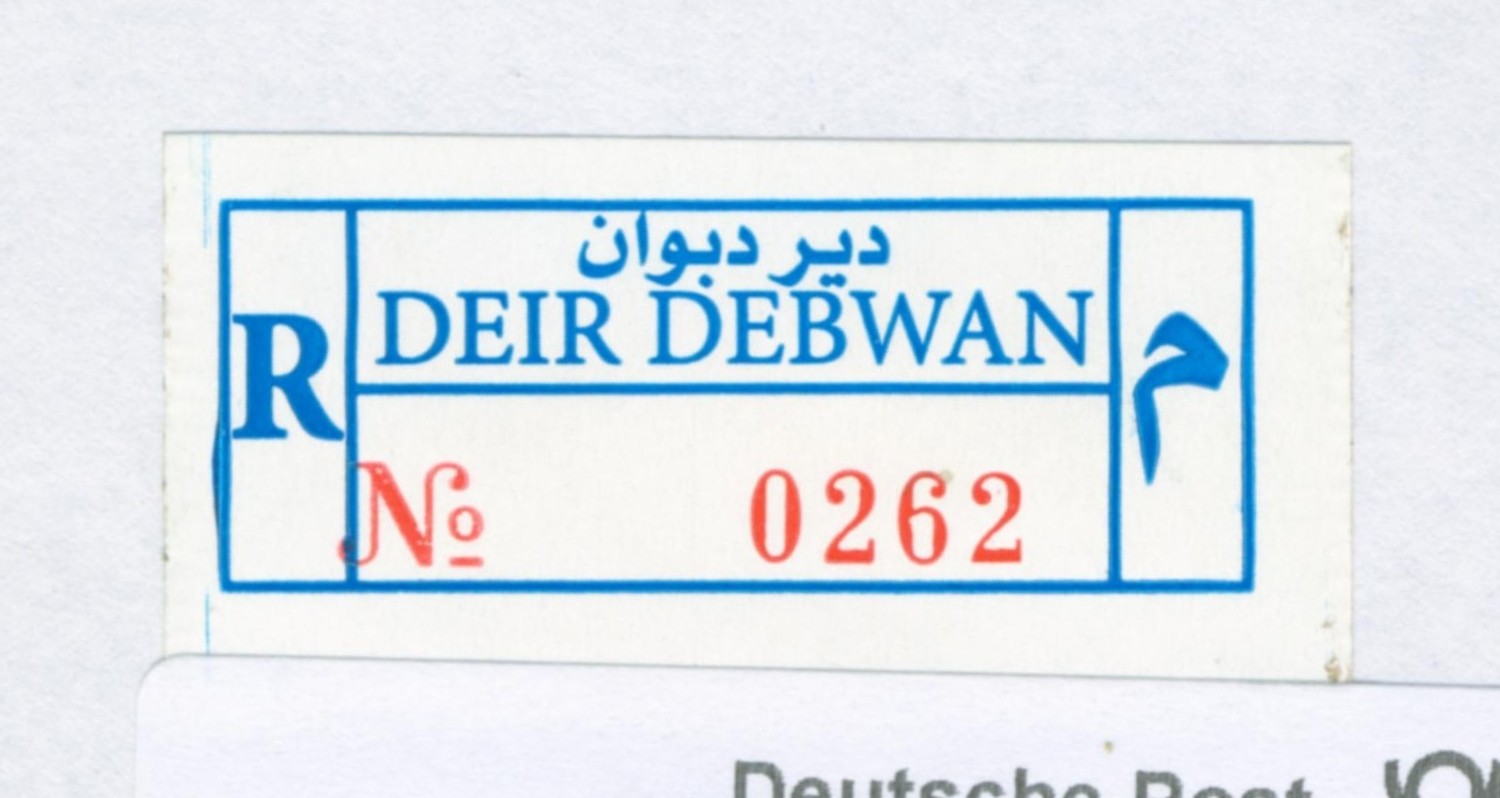 دير دبوان
DEIR DEBWAN
R
م
№ 0262
Deutsche Post